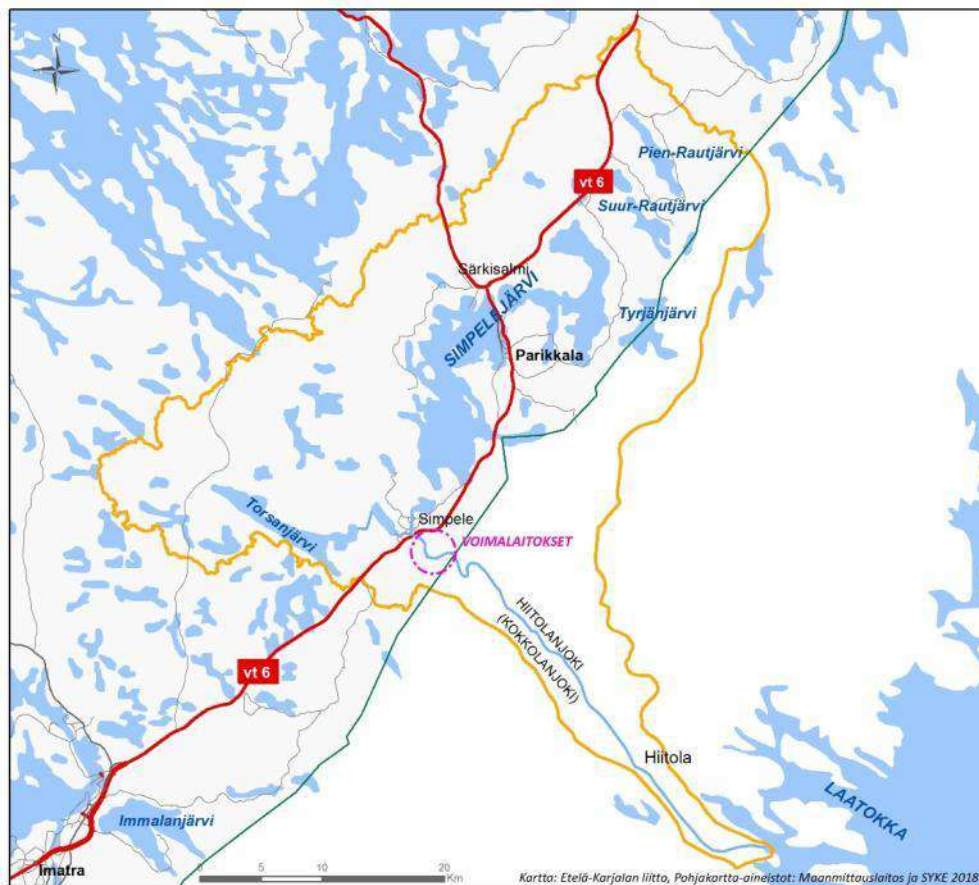 N
Pien-Rautjärvi
vt 6
Suur-Rautjärvi
Särkisalmi
SIMPELEJÄRVI
Tyrjänjärvi
Parikkala
Torsanjärvi
Simpele
VOIMALAITOKSET
HIITOLANJOKI
(KOKKOLANJOKI)
vt 6
Hiitola
LAATOKKA
Immalanjärvi
Imatra
0 5 10 20
Km
Kartta: Etelä-Karjalan liitto, Pohjakartta-aineistot: Maanmittauslaitos ja SYKE 2018